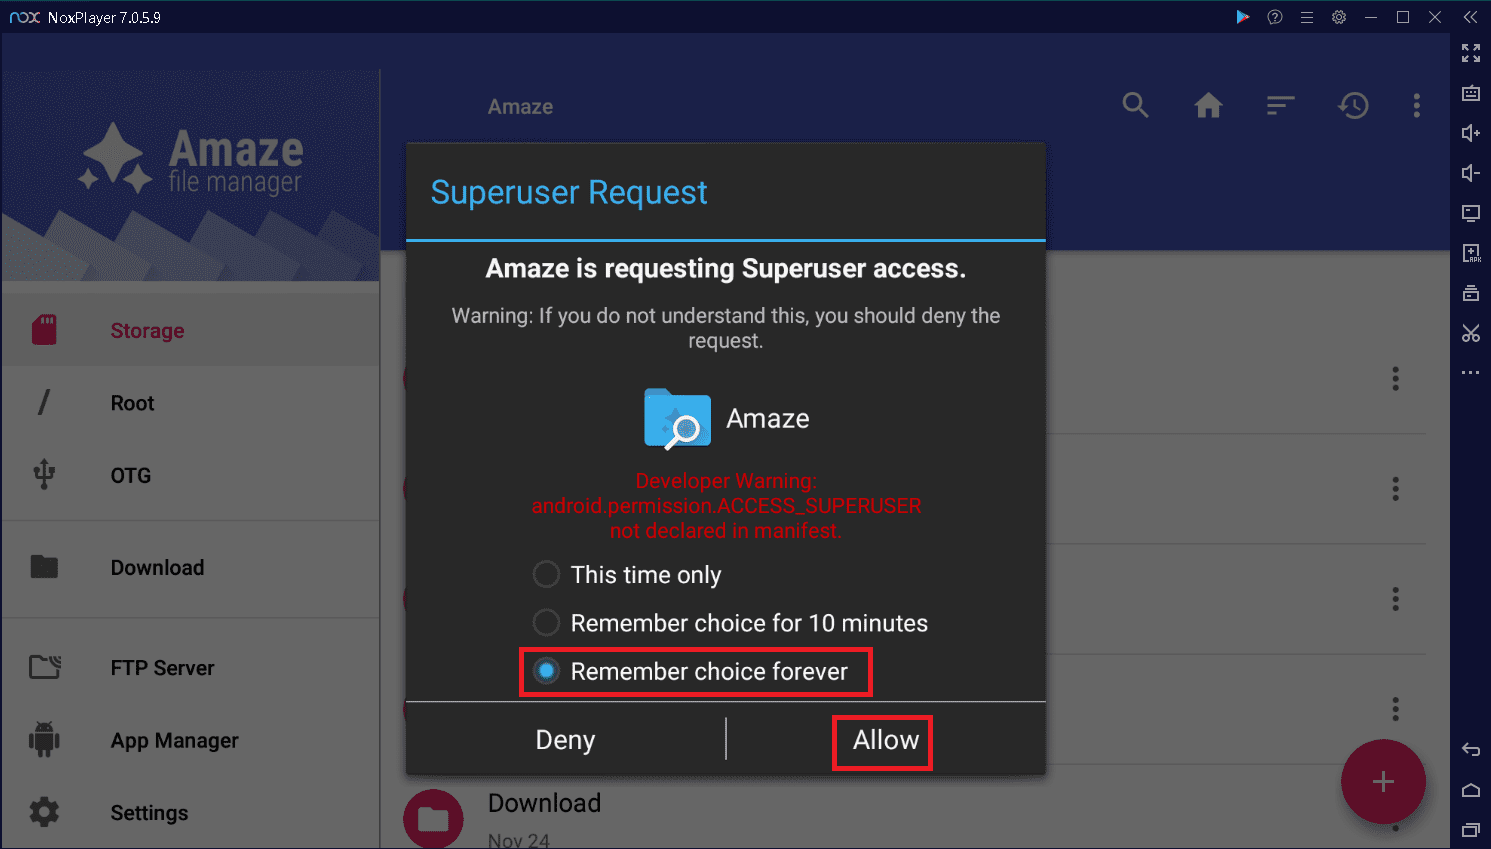 nox NoxPlayer 7.0.5.9
Amaze
file manager
Amaze
Storage
Root
OTG
Download
FTP Server
App Manager
Settings
Superuser Request
Amaze is requesting Superuser access.
Warning: If you do not understand this, you should deny the
request.
Amaze
Developer Warning:
android.permission.ACCESS_SUPERUSER
not declared in manifest.
This time only
Remember choice for 10 minutes
Remember choice forever
Deny
Allow
Download
Nov 24
APK